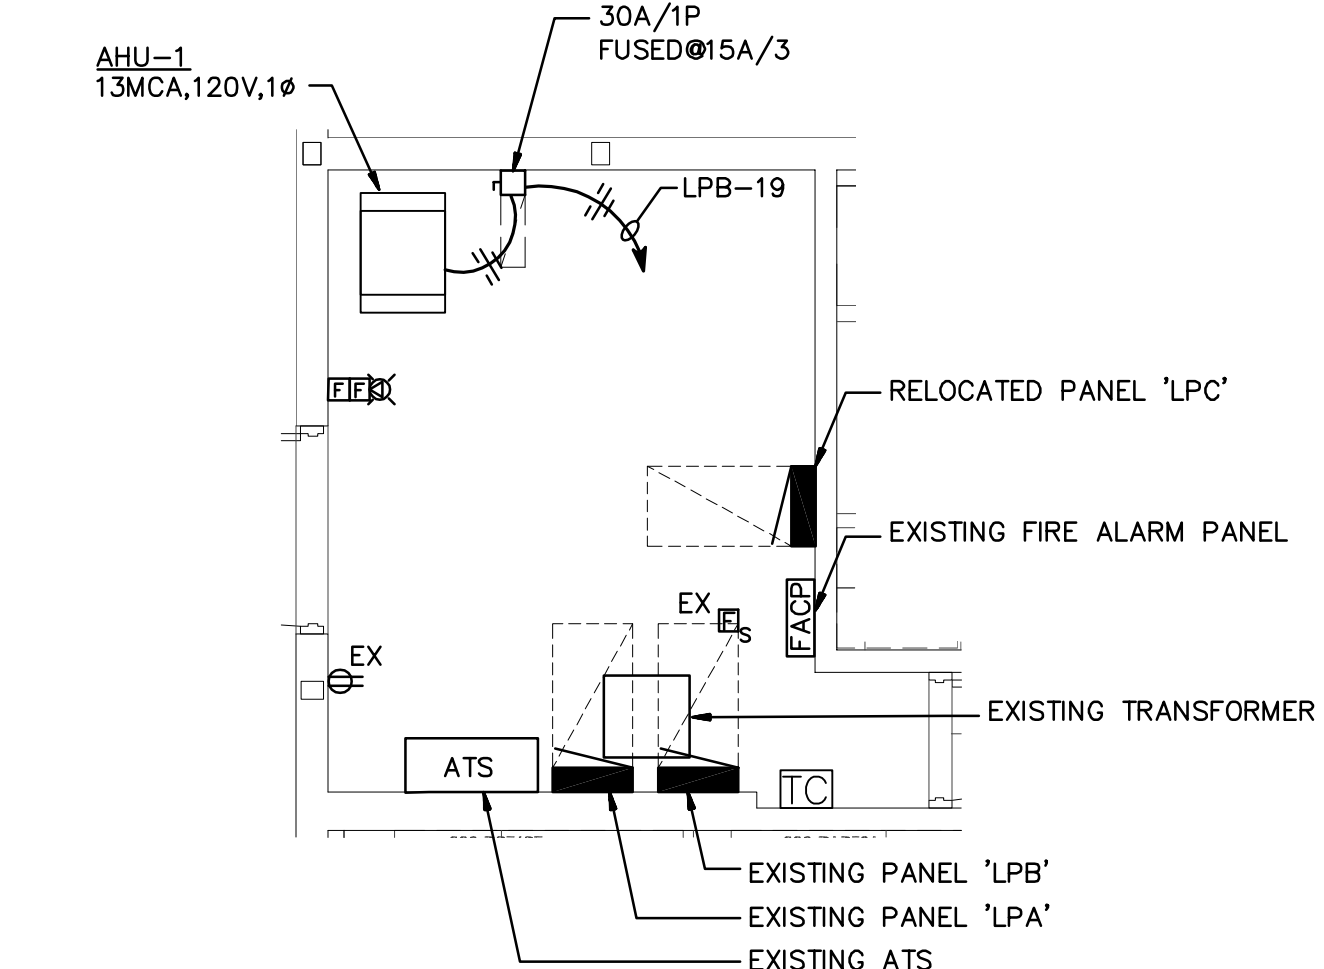 30A/1P
FUSED@15A/3
AHU-1
13MCA,120V,1ø
LPB-19
F F
RELOCATED PANEL 'LPC'
EXISTING FIRE ALARM PANEL
FACP
EX
F
S
EX
EXISTING TRANSFORMER
ATS
TC
EXISTING PANEL 'LPB'
EXISTING PANEL 'LPA'
EXISTING ATS